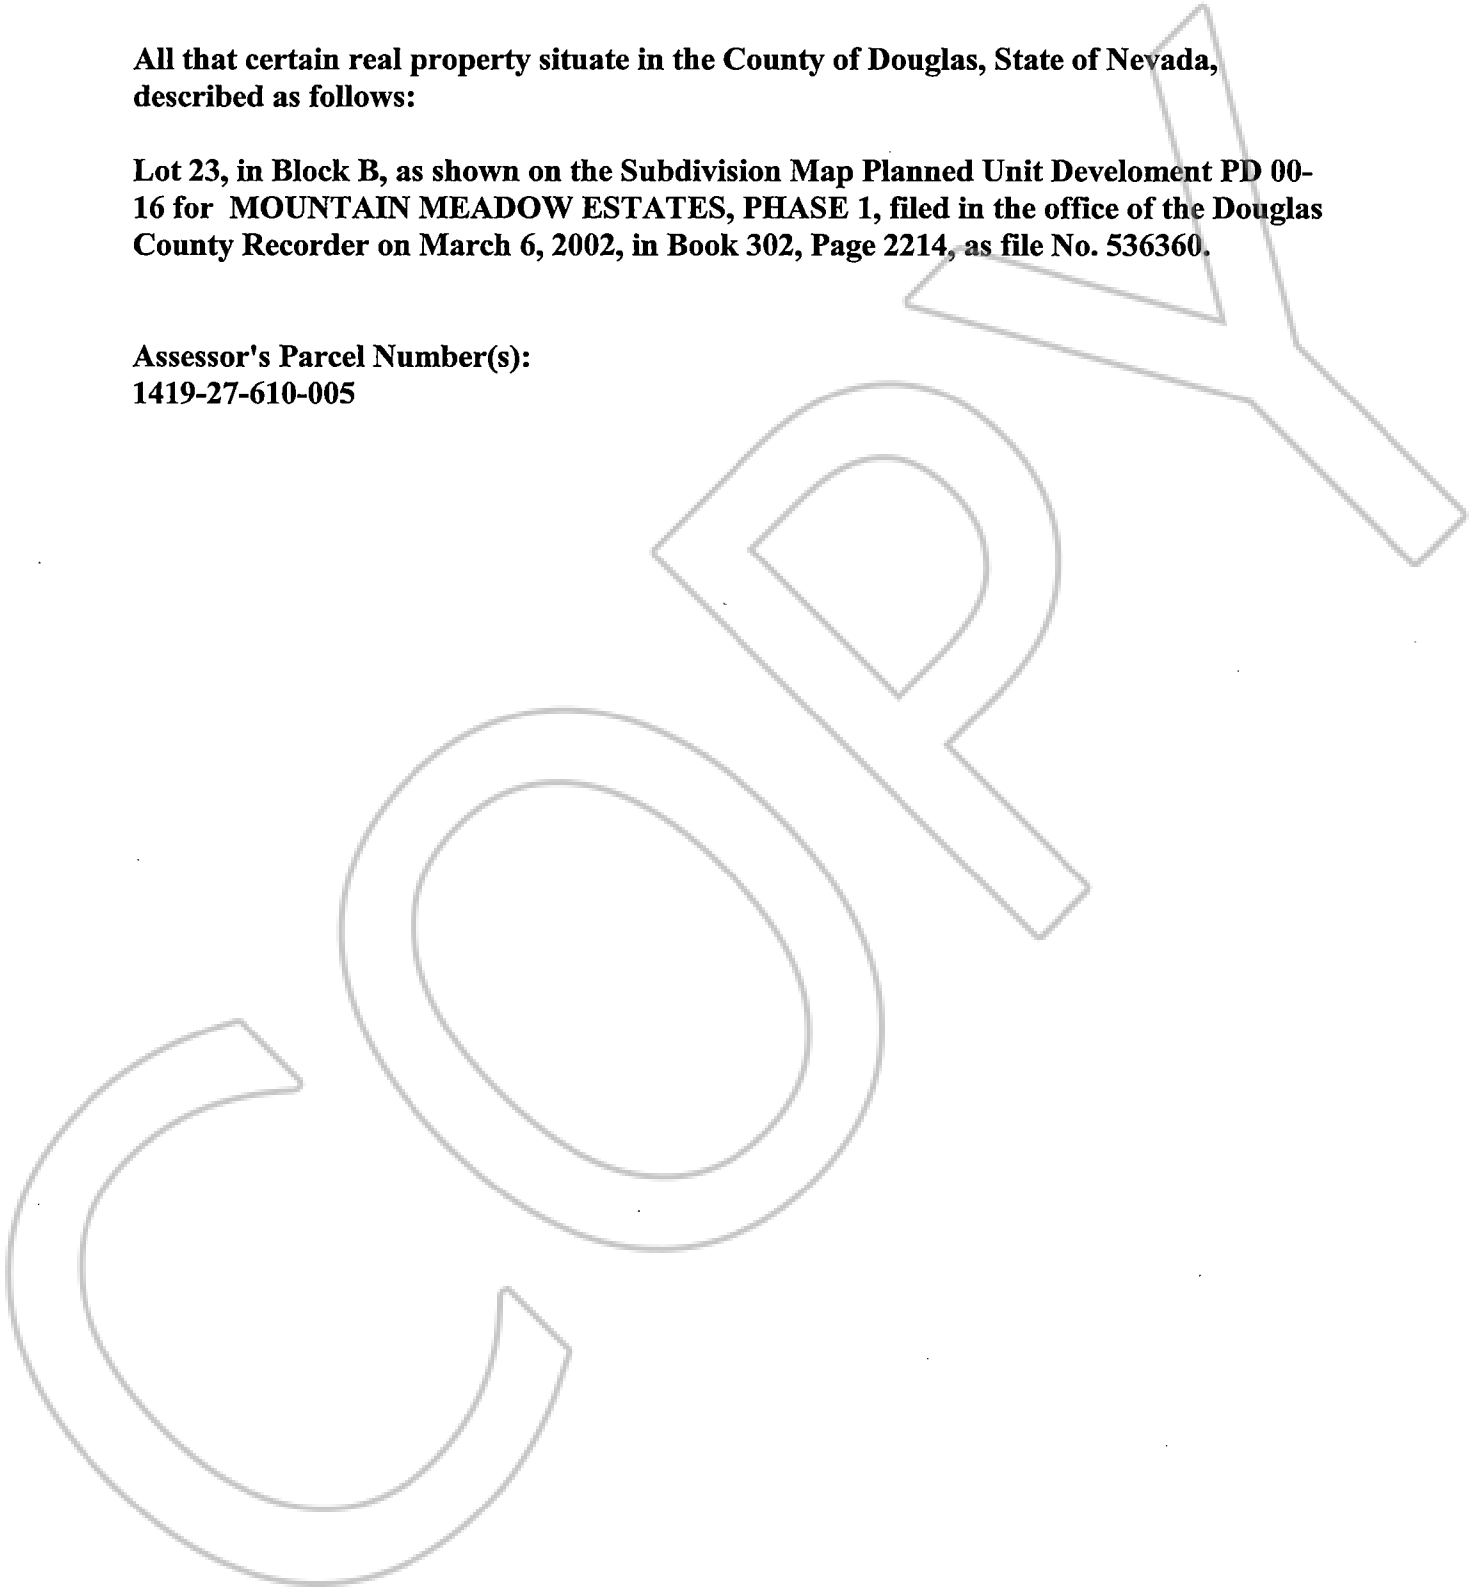 All that certain real property situate in the County of Douglas, State of Nevada,
described as follows:
Lot 23, in Block B, as shown on the Subdivision Map Planned Unit Develoment PD 00-
16 for MOUNTAIN MEADOW ESTATES, PHASE 1, filed in the office of the Douglas
County Recorder on March 6, 2002, in Book 302, Page 2214, as file No. 536360.
Assessor's Parcel Number(s):
1419-27-610-005
COPY